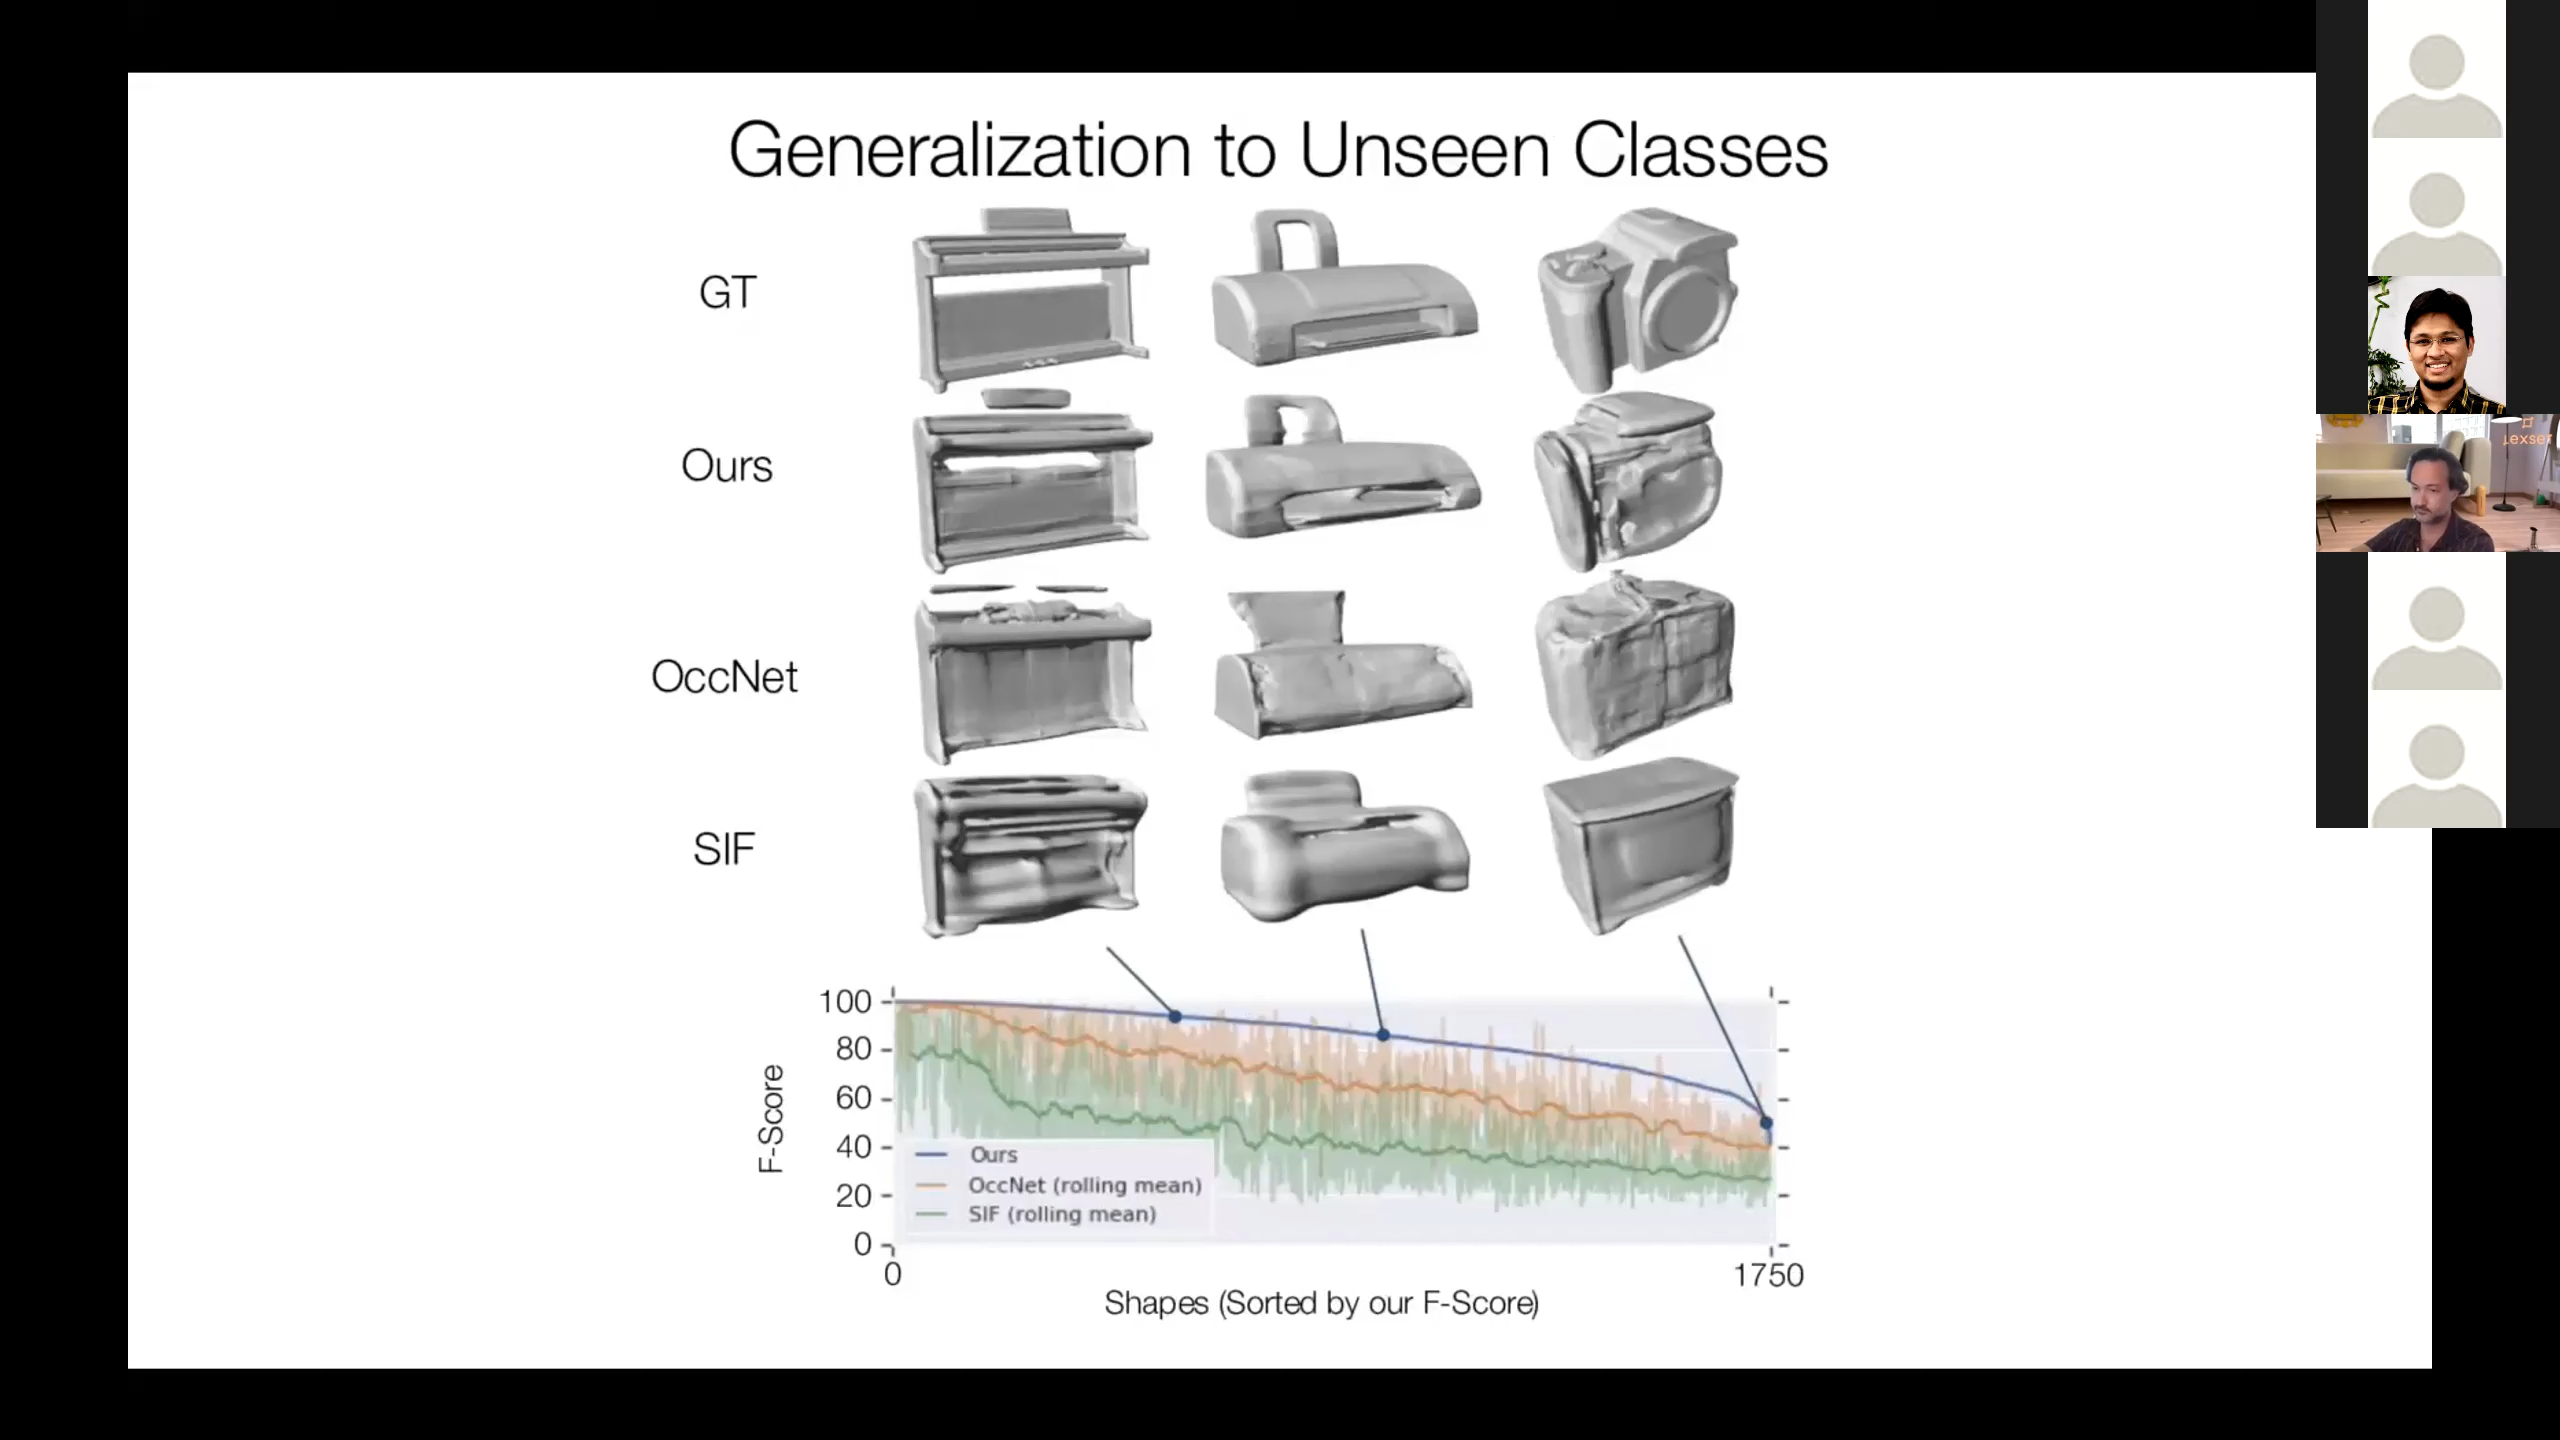 Generalization to Unseen Classes
GT
Ours
OccNet
SIF
100
80
60
40
20
0
F-Score
Ours
OccNet (rolling mean)
SIF (rolling mean)
0
1750
Shapes (Sorted by our F-Score)